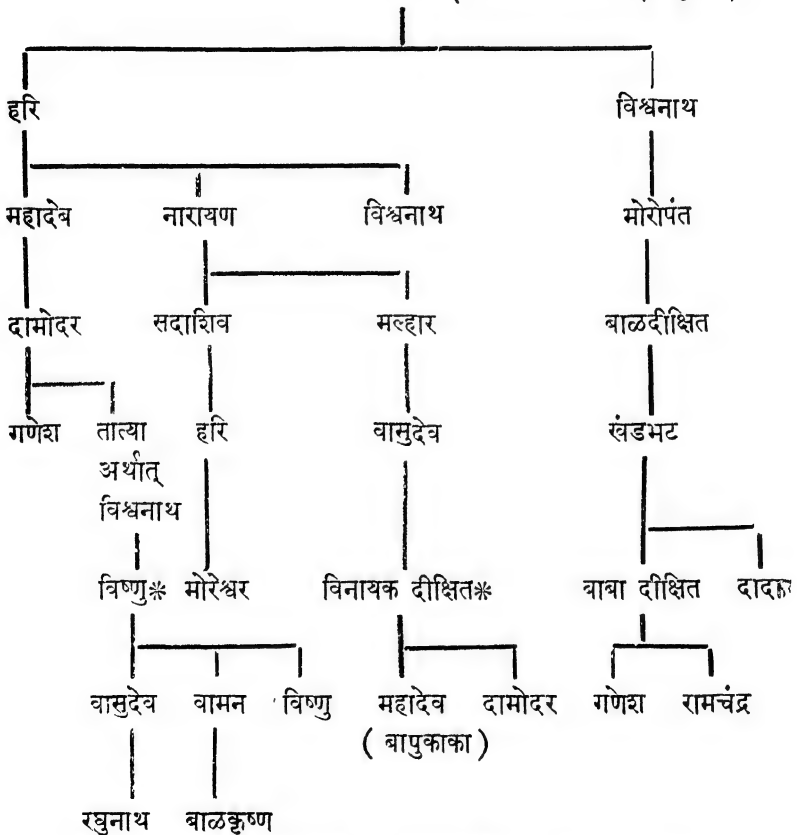 हरि विश्वनाथ
महादेब नारायण विश्वनाथ मोरोपंत
दामोदर सदाशिव मल्हार बाळदीक्षित
गणेश तात्या हरि वासुदेव खंडभट
अर्थात्
विश्वनाथ
विष्णु* मोरेश्वर विनायक दीक्षित* बाबा दीक्षित
वासुदेव वामन विष्णु महादेव दामोदर गणेश रामचंद्र
( बापुकाका )
रघुनाथ बाळकृष्ण